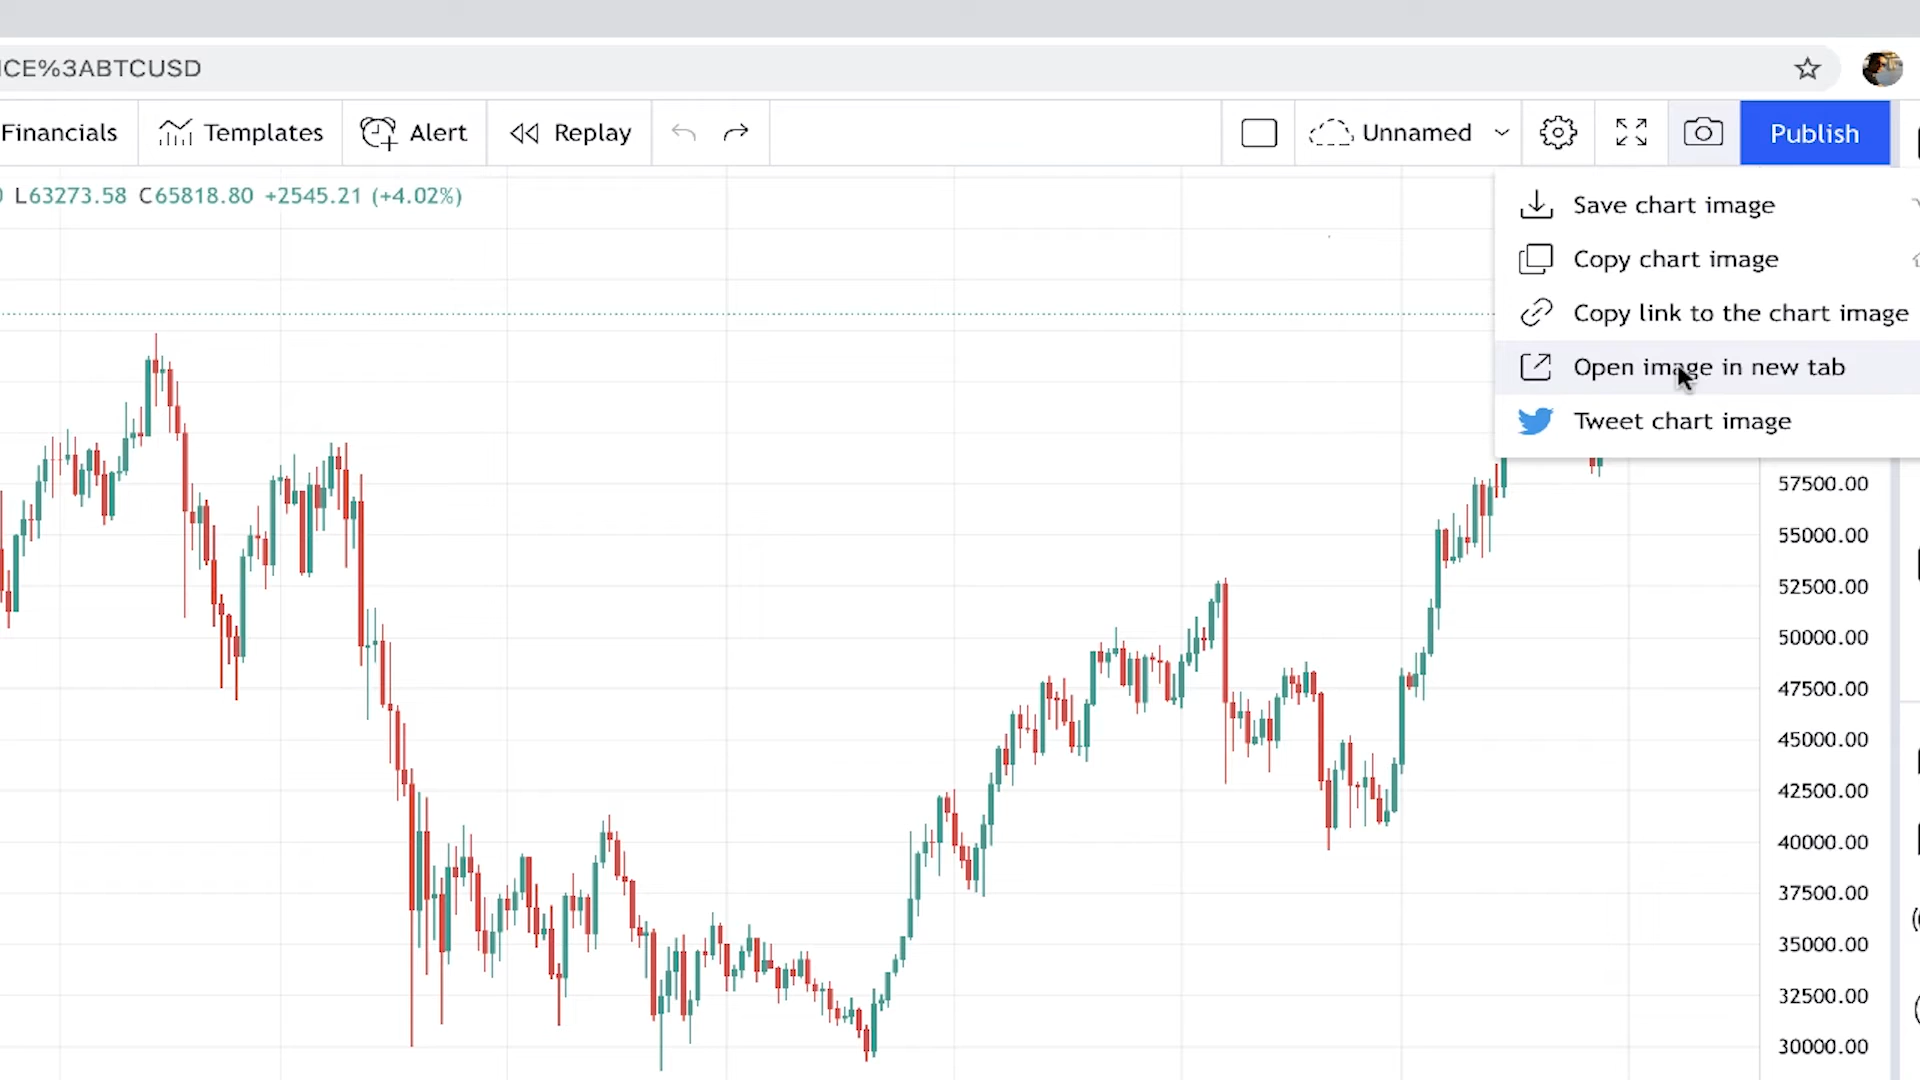 ICE%3ABTCUSD
Financials Templates Alert Replay Unnamed Publish
L63273.58 C65818.80 +2545.21 (+4.02%)
Save chart image
Copy chart image
Copy link to the chart image
Open image in new tab
Tweet chart image
57500.00
55000.00
52500.00
50000.00
47500.00
45000.00
42500.00
40000.00
37500.00
35000.00
32500.00
30000.00